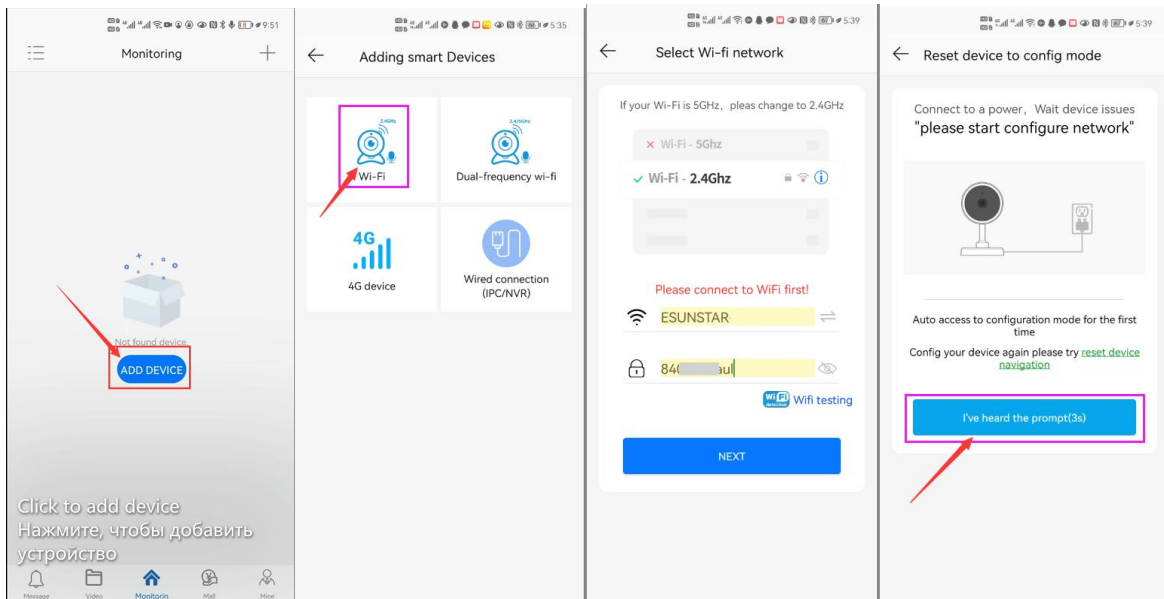 9:51
Monitoring
Not found device.
ADD DEVICE
Click to add device
Нажмите, чтобы добавить
устройство
Message
Video
Monitorin
Mall
Mine
5:35
Adding smart Devices
2.4GHz
Wi-Fi
2.4/5GHz
Dual-frequency wi-fi
4G
4G device
Wired connection
(IPC/NVR)
5:39
Select Wi-fi network
If your Wi-Fi is 5GHz, pleas change to 2.4GHz
Wi-Fi - 5Ghz
Wi-Fi - 2.4Ghz
Please connect to WiFi first!
ESUNSTAR
84
aul
WiFi
Wifi testing
NEXT
5:39
Reset device to config mode
Connect to a power, Wait device issues
"please start configure network"
Auto access to configuration mode for the first
time
Config your device again please try reset device
navigation
I've heard the prompt(3s)